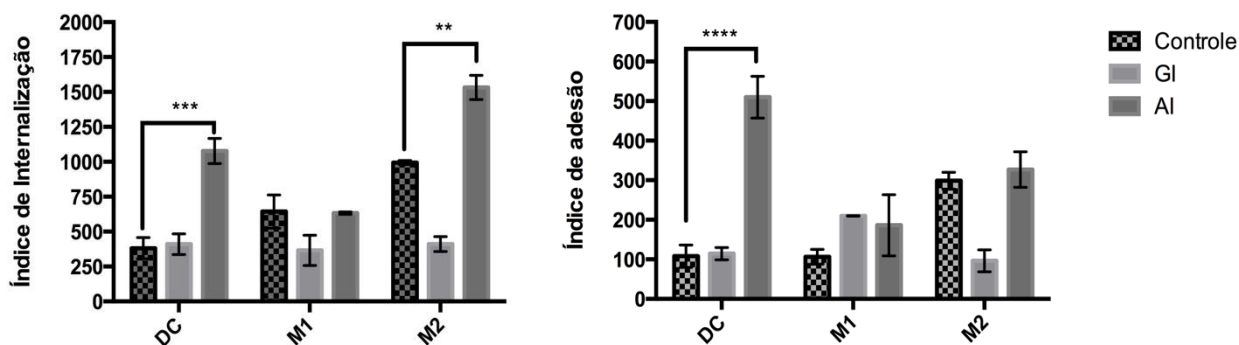 Índice de Internalização
2000
1750
1500
1250
1000
750
500
250
0
***
**
DC
M1
M2
Índice de adesão
700
600
500
400
300
200
100
0
****
DC
M1
M2
Controle
GI
AI